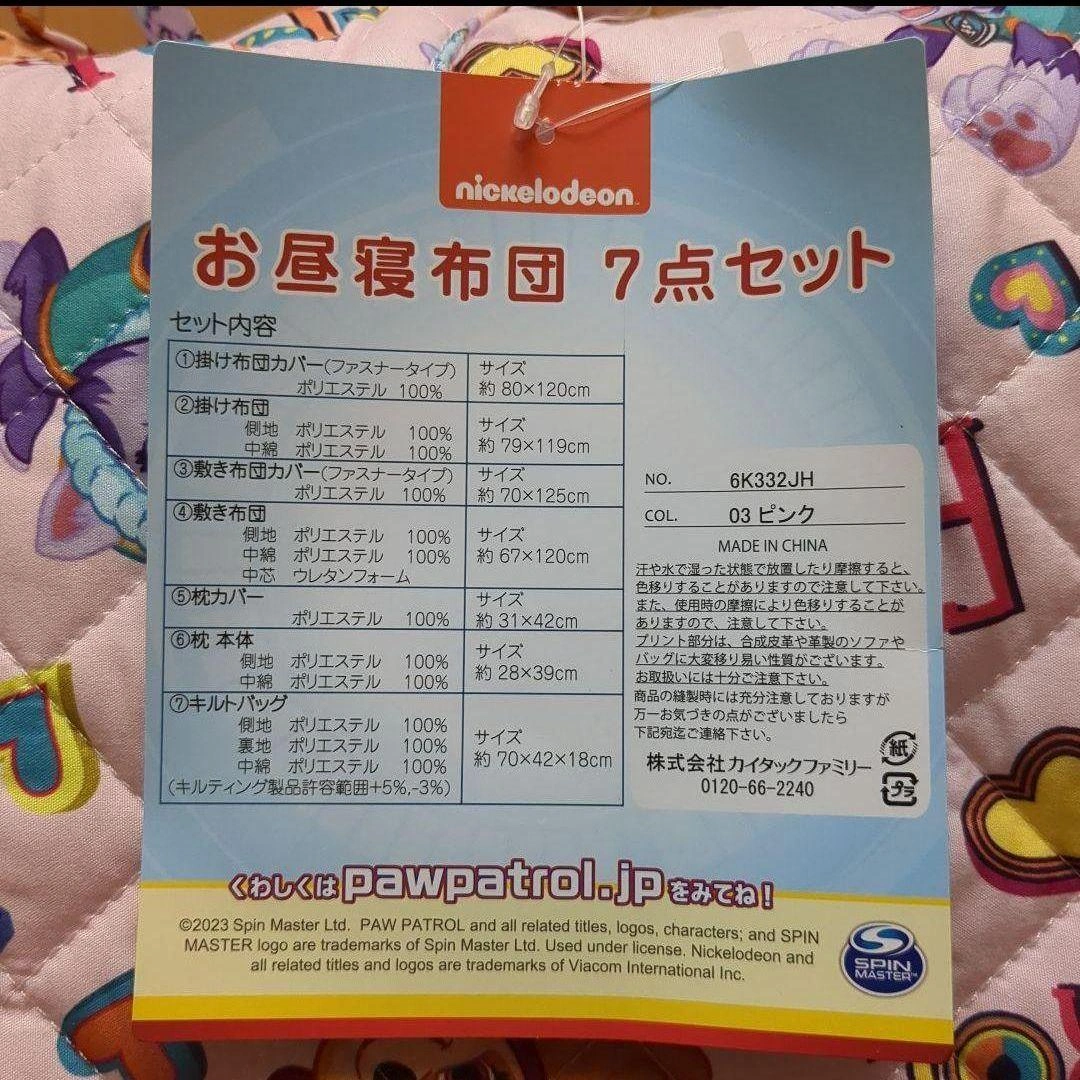 nickelodeon
お昼寝布団 7点セット
セット内容
①掛け布団カバー(ファスナータイプ)
ポリエステル 100%
サイズ
約 80×120cm
②掛け布団
側地 ポリエステル 100%
中綿 ポリエステル 100%
サイズ
約 79×119cm
③敷き布団カバー(ファスナータイプ)
ポリエステル 100%
サイズ
約 70×125cm
④敷き布団
側地 ポリエステル 100%
中綿 ポリエステル 100%
中芯 ウレタンフォーム
サイズ
約 67×120cm
⑤枕カバー
ポリエステル 100%
サイズ
約 31×42cm
⑥枕 本体
側地 ポリエステル 100%
中綿 ポリエステル 100%
サイズ
約 28×39cm
⑦キルトバッグ
側地 ポリエステル 100%
裏地 ポリエステル 100%
中綿 ポリエステル 100%
(キルティング製品許容範囲+5%,-3%)
サイズ
約 70×42×18cm
NO. 6K332JH
COL. 03 ピンク
MADE IN CHINA
汗や水で湿った状態で放置したり摩擦すると、
色移りすることがありますので注意して下さい。
また、使用時の摩擦により色移りすることが
ありますので、注意して下さい。
プリント部分は、合成皮革や革製のソファや
バッグに大変移り易い性質がございます。
お取扱いには十分ご注意下さい。
商品の縫製時には充分注意しておりますが
万一お気づきの点がございましたら
下記宛迄ご連絡下さい。
株式会社カイタックファミリー
0120-66-2240
紙
プラ
くわしくは pawpatrol.jp をみてね!
©2023 Spin Master Ltd. PAW PATROL and all related titles, logos, characters; and SPIN
MASTER logo are trademarks of Spin Master Ltd. Used under license. Nickelodeon and
all related titles and logos are trademarks of Viacom International Inc.
SPIN
MASTER™